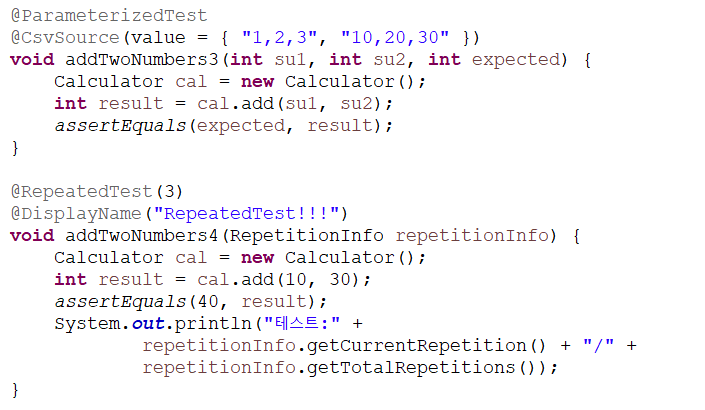 @ParameterizedTest
@CsvSource(value = { "1,2,3", "10,20,30" })
void addTwoNumbers3(int su1, int su2, int expected) {
    Calculator cal = new Calculator();
    int result = cal.add(su1, su2);
    assertEquals(expected, result);
}

@RepeatedTest(3)
@DisplayName("RepeatedTest!!!")
void addTwoNumbers4(RepetitionInfo repetitionInfo) {
    Calculator cal = new Calculator();
    int result = cal.add(10, 30);
    assertEquals(40, result);
    System.out.println("테스트:" +
            repetitionInfo.getCurrentRepetition() + "/" +
            repetitionInfo.getTotalRepetitions());
}